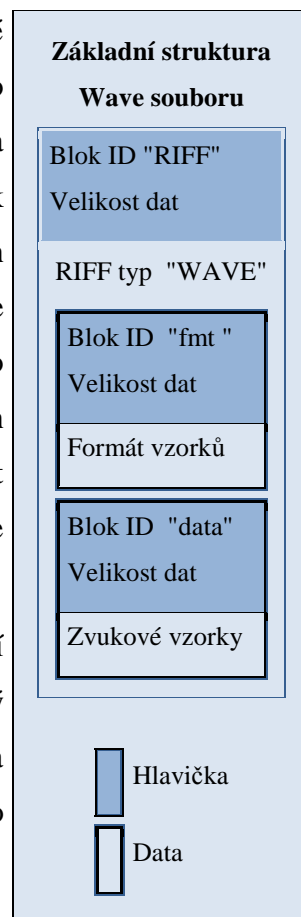 Základní struktura
Wave souboru
Blok ID "RIFF"
Velikost dat
RIFF typ "WAVE"
Blok ID "fmt "
Velikost dat
Formát vzorků
Blok ID "data"
Velikost dat
Zvukové vzorky
Hlavička
Data